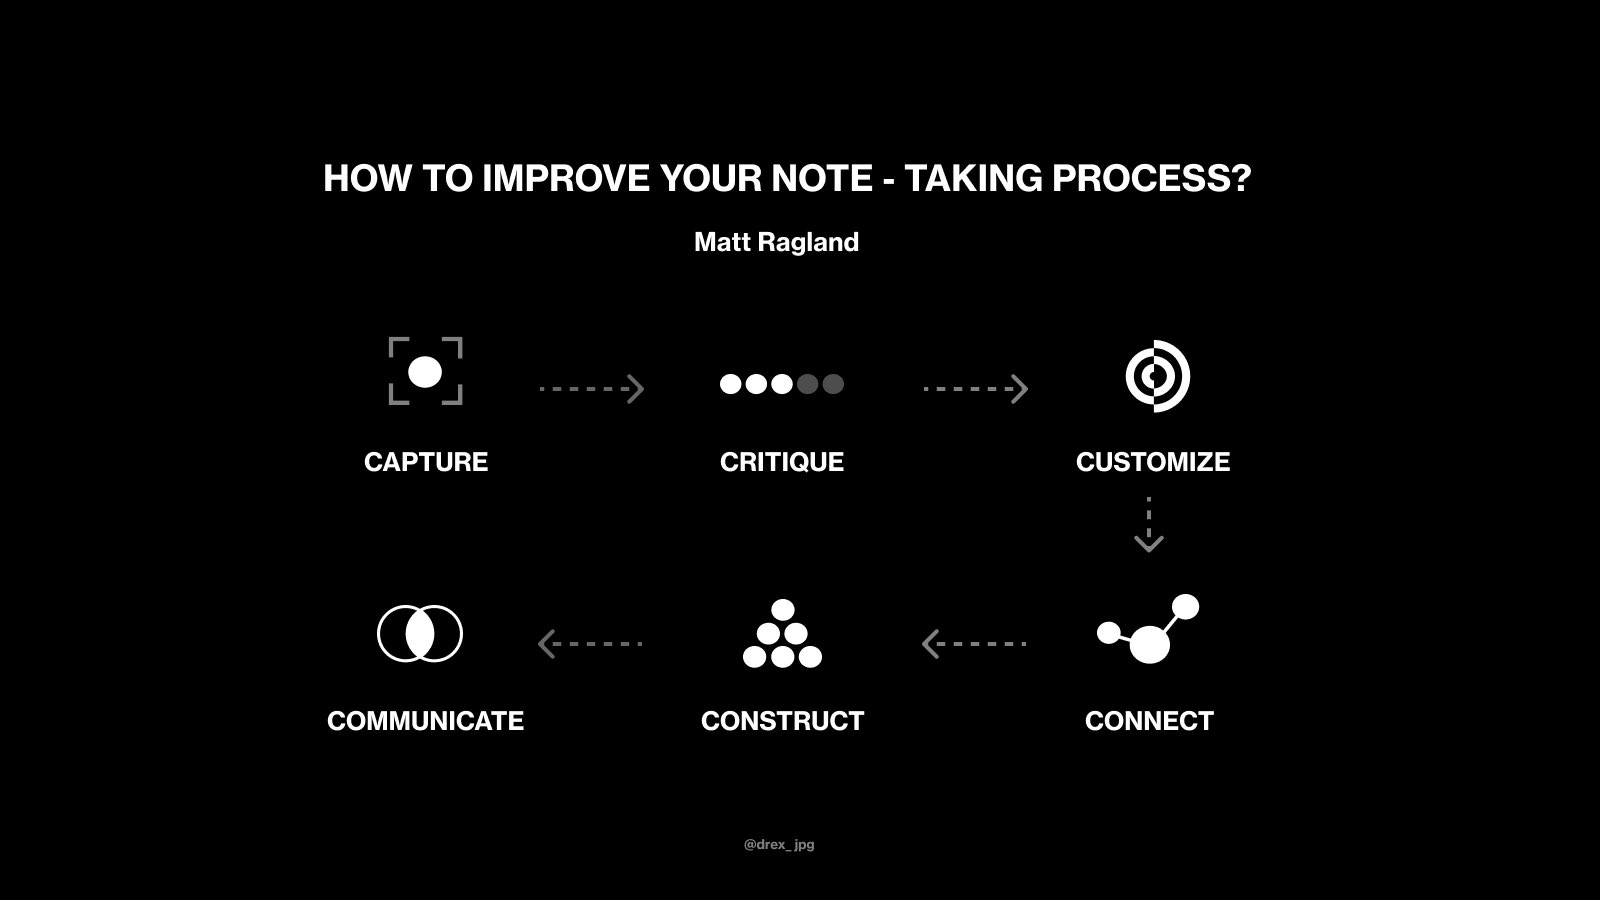 HOW TO IMPROVE YOUR NOTE - TAKING PROCESS?
Matt Ragland
CAPTURE
CRITIQUE
CUSTOMIZE
COMMUNICATE
CONSTRUCT
CONNECT
@drex_jpg